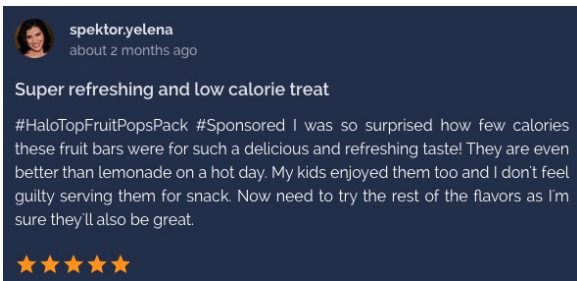 spektor.yelena
about 2 months ago
Super refreshing and low calorie treat
#HaloTopFruitPopsPack #Sponsored I was so surprised how few calories
these fruit bars were for such a delicious and refreshing taste! They are even
better than lemonade on a hot day. My kids enjoyed them too and I don't feel
guilty serving them for snack. Now need to try the rest of the flavors as I'm
sure they'll also be great.